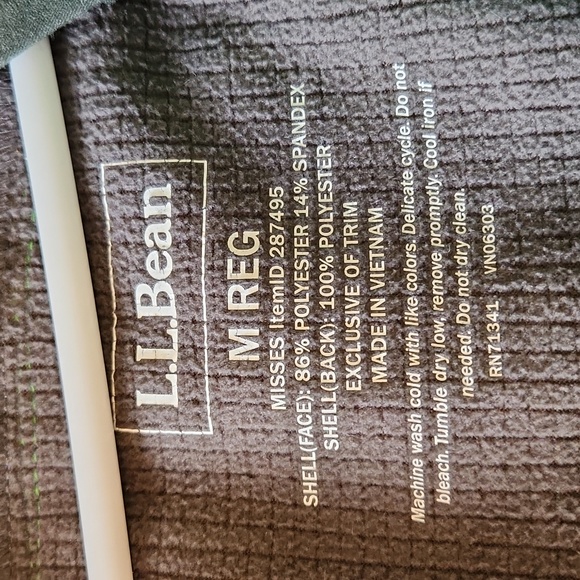 L.L.Bean
M REG
MISSES ItemID 287495
SHELL(FACE): 86% POLYESTER 14% SPANDEX
SHELL(BACK): 100% POLYESTER
EXCLUSIVE OF TRIM
MADE IN VIETNAM
Machine wash cold with like colors. Delicate cycle. Do not
bleach. Tumble dry low, remove promptly. Cool iron if
needed. Do not dry clean.
RN71341 VN06303